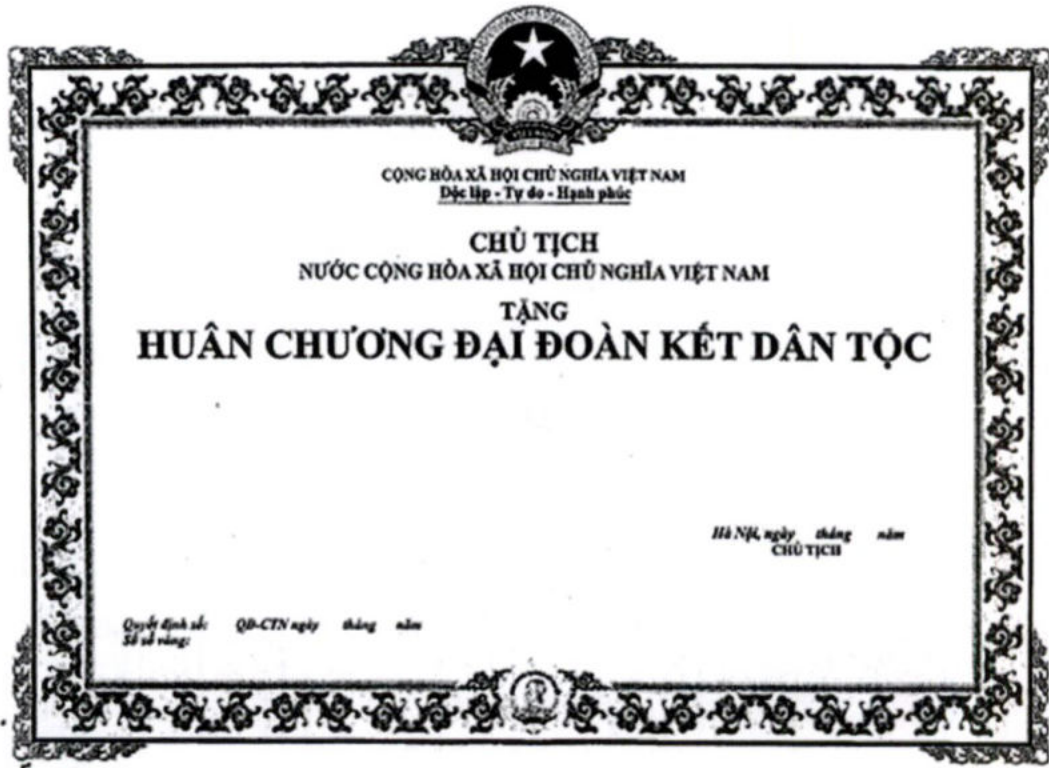 CỘNG HÒA XÃ HỘI CHỦ NGHĨA VIỆT NAM
Độc lập - Tự do - Hạnh phúc
CHỦ TỊCH
NƯỚC CỘNG HÒA XÃ HỘI CHỦ NGHĨA VIỆT NAM
TẶNG
HUÂN CHƯƠNG ĐẠI ĐOÀN KẾT DÂN TỘC
Hà Nội, ngày tháng năm
CHỦ TỊCH
Quyết định số: QĐ-CTN ngày tháng năm
Số sổ vàng: